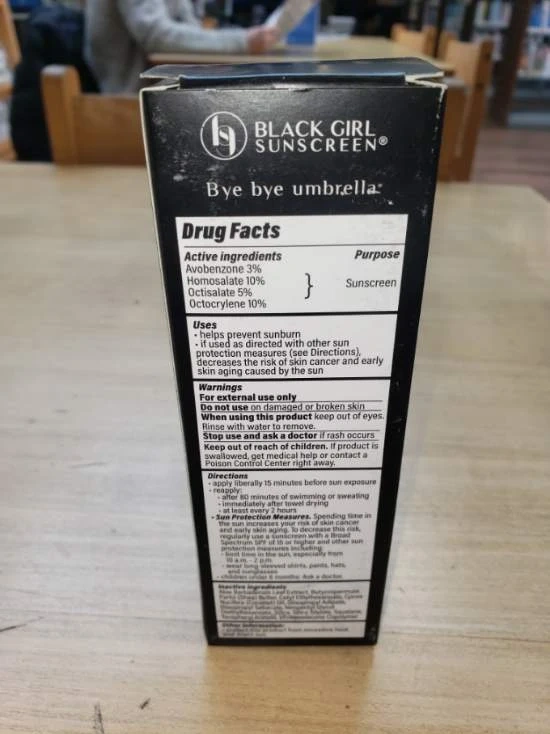 BLACK GIRL
SUNSCREEN®
Bye bye umbrella™
Drug Facts
Active ingredients
Purpose
Avobenzone 3%
Homosalate 10%
Octisalate 5%
Octocrylene 10%
}
Sunscreen
Uses
• helps prevent sunburn
• if used as directed with other sun
protection measures (see Directions),
decreases the risk of skin cancer and early
skin aging caused by the sun
Warnings
For external use only
Do not use on damaged or broken skin
When using this product keep out of eyes.
Rinse with water to remove.
Stop use and ask a doctor if rash occurs
Keep out of reach of children. If product is
swallowed, get medical help or contact a
Poison Control Center right away.
Directions
• apply liberally 15 minutes before sun exposure
• reapply:
• after 80 minutes of swimming or sweating
• immediately after towel drying
• at least every 2 hours
• Sun Protection Measures. Spending time in
the sun increases your risk of skin cancer
and early skin aging. To decrease this risk,
regularly use a sunscreen with a Broad
Spectrum SPF of 15 or higher and other sun
protection measures including:
• limit time in the sun, especially from
10 a.m. - 2 p.m.
• wear long-sleeved shirts, pants, hats,
and sunglasses
• children under 6 months: Ask a doctor
Inactive ingredients
Other information